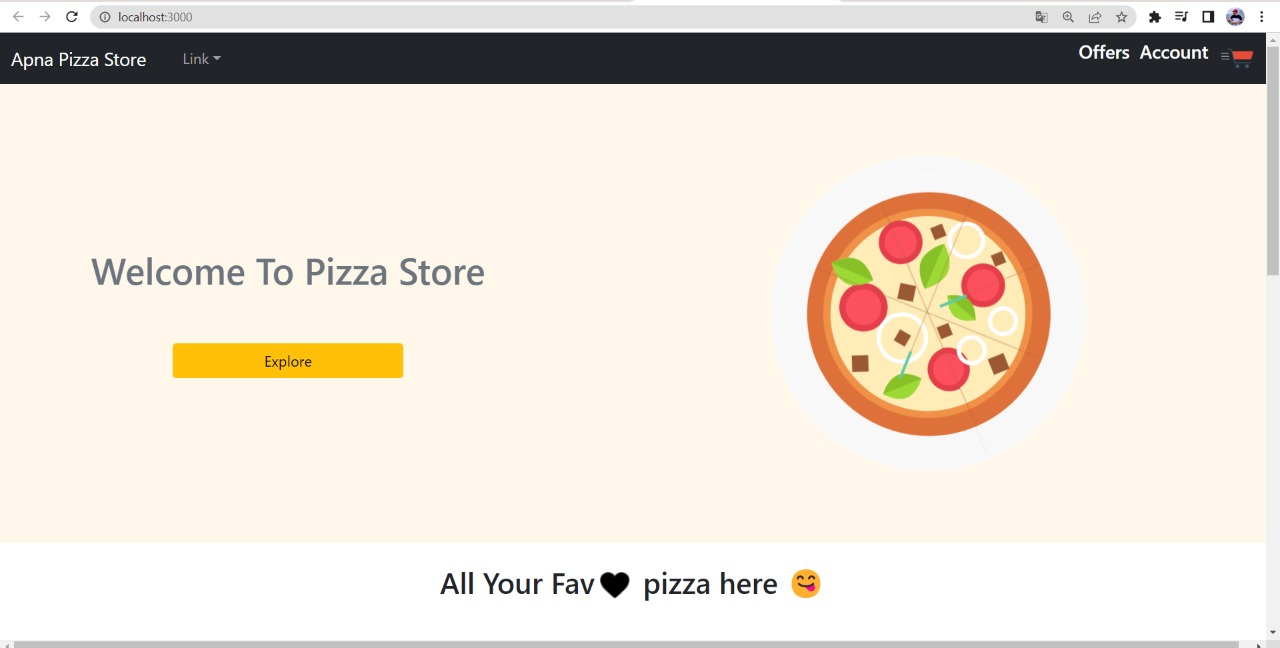 localhost:3000
Apna Pizza Store Link Offers Account
Welcome To Pizza Store
Explore
All Your Fav🖤 pizza here 😋